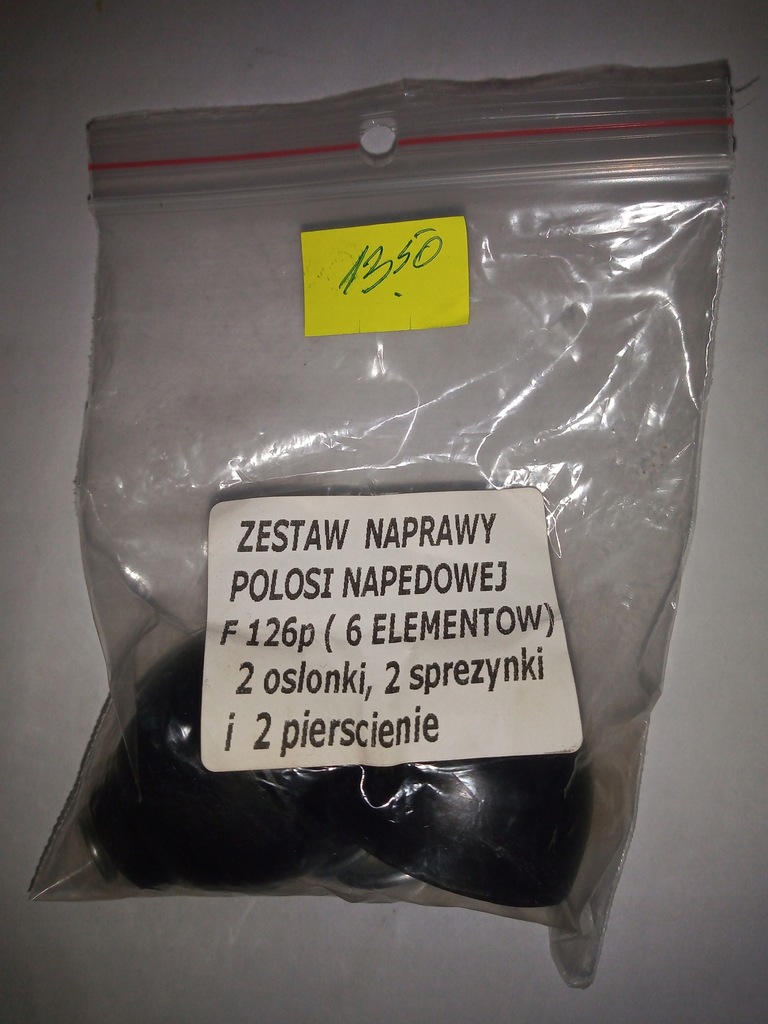 13,50
ZESTAW NAPRAWY
POLOSI NAPEDOWEJ
F 126p ( 6 ELEMENTOW)
2 oslonki, 2 sprezynki
i 2 pierscienie